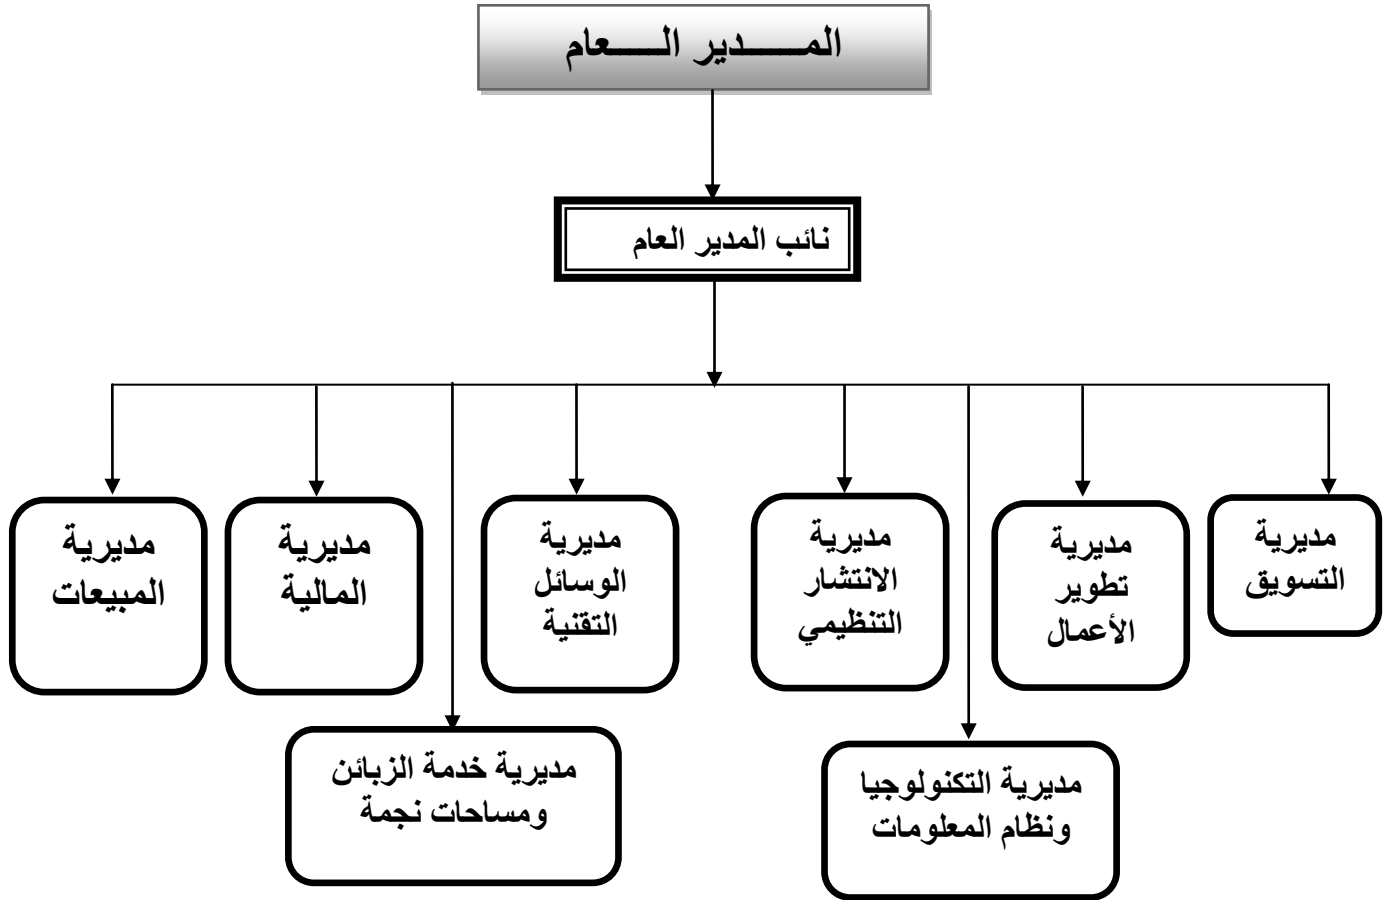 المـــــدير الـــــعام
نائب المدير العام
مديرية
التسويق
مديرية
تطوير
الأعمال
مديرية
الانتشار
التنظيمي
مديرية
الوسائل
التقنية
مديرية
المالية
مديرية
المبيعات
مديرية التكنولوجيا
ونظام المعلومات
مديرية خدمة الزبائن
ومساحات نجمة